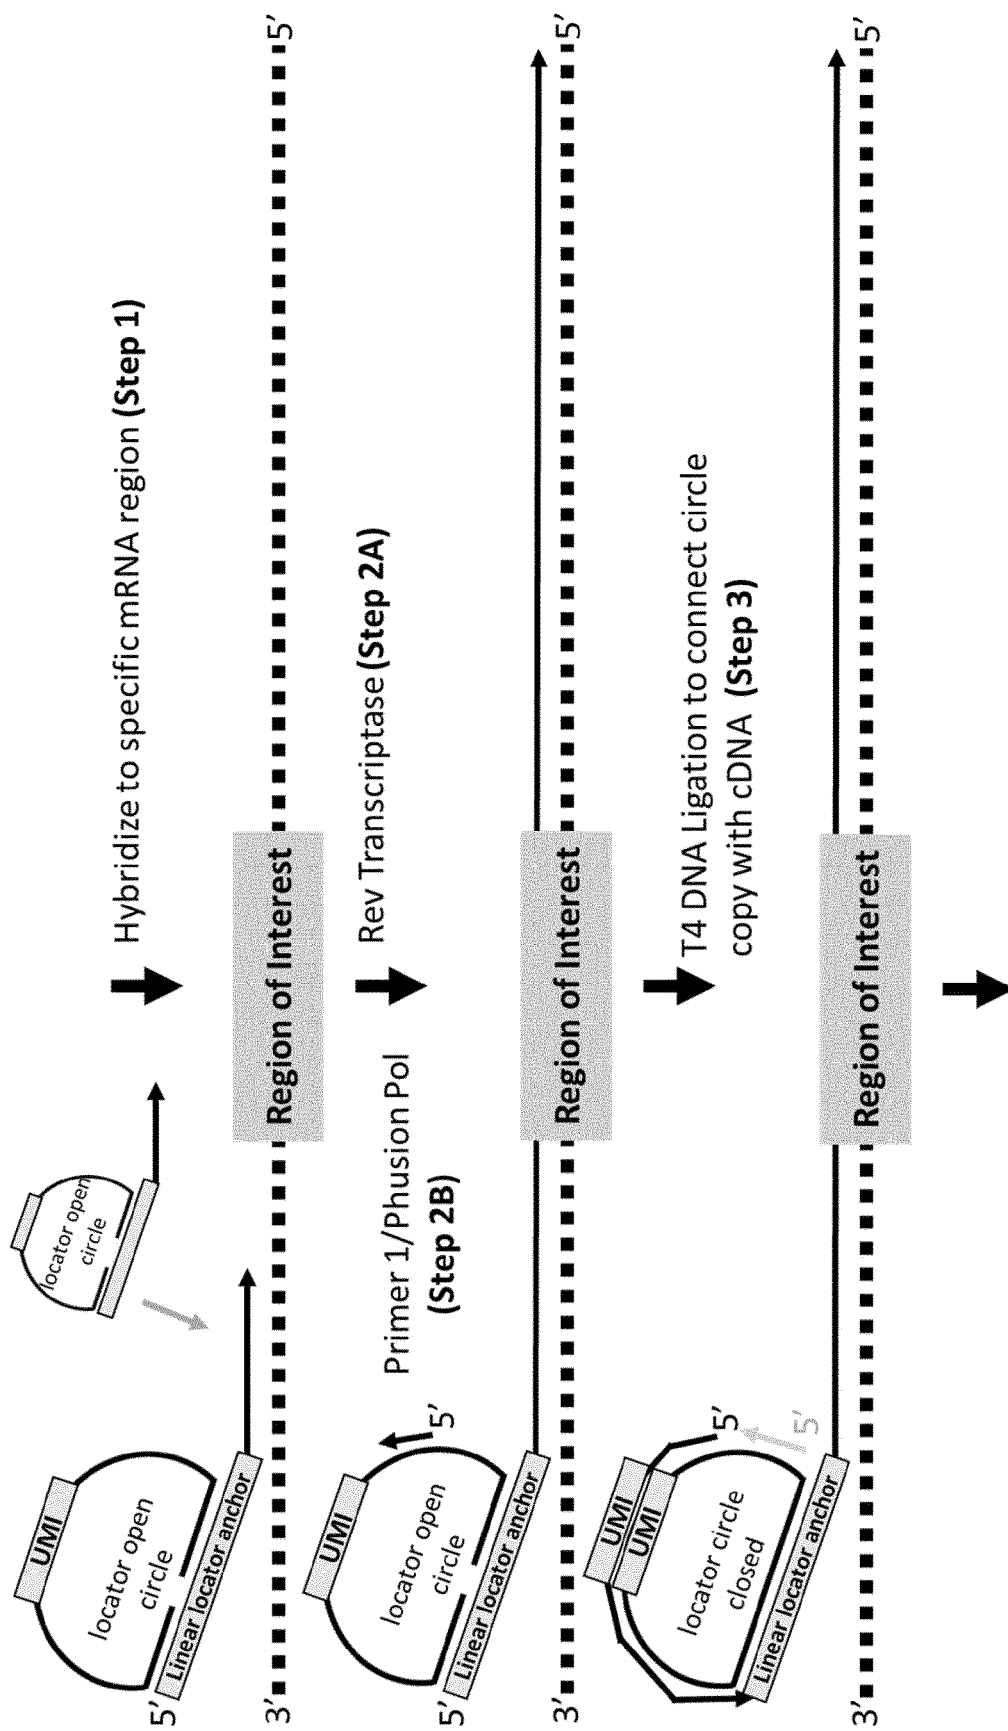 UMI
locator open
circle
5'
Linear locator anchor
locator open
circle
Hybridize to specific mRNA region (Step 1)
3'
Region of Interest
5'
UMI
locator open
circle
5'
5'
Linear locator anchor
Primer 1/Phusion Pol
(Step 2B)
Rev Transcriptase (Step 2A)
3'
Region of Interest
5'
UMI
UMI
locator circle
closed
5'
5'
Linear locator anchor
T4 DNA Ligation to connect circle
copy with cDNA (Step 3)
3'
Region of Interest
5'